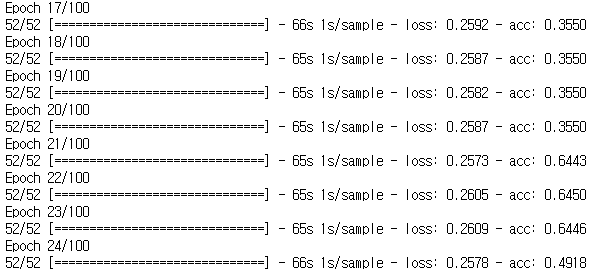 Epoch 17/100
52/52 [==============================] - 66s 1s/sample - loss: 0.2592 - acc: 0.3550
Epoch 18/100
52/52 [==============================] - 65s 1s/sample - loss: 0.2587 - acc: 0.3550
Epoch 19/100
52/52 [==============================] - 65s 1s/sample - loss: 0.2582 - acc: 0.3550
Epoch 20/100
52/52 [==============================] - 65s 1s/sample - loss: 0.2587 - acc: 0.3550
Epoch 21/100
52/52 [==============================] - 65s 1s/sample - loss: 0.2573 - acc: 0.6443
Epoch 22/100
52/52 [==============================] - 65s 1s/sample - loss: 0.2605 - acc: 0.6450
Epoch 23/100
52/52 [==============================] - 65s 1s/sample - loss: 0.2609 - acc: 0.6446
Epoch 24/100
52/52 [==============================] - 66s 1s/sample - loss: 0.2578 - acc: 0.4918